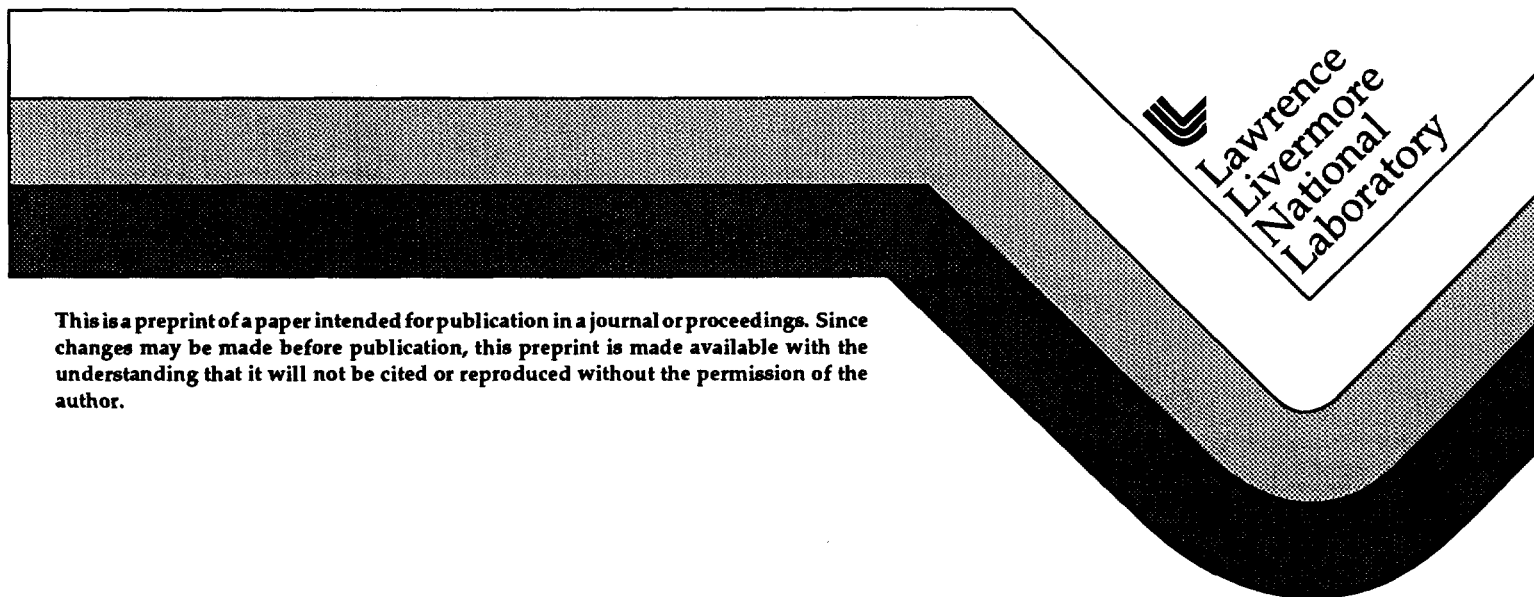 Lawrence
Livermore
National
Laboratory
This is a preprint of a paper intended for publication in a journal or proceedings. Since
changes may be made before publication, this preprint is made available with the
understanding that it will not be cited or reproduced without the permission of the
author.